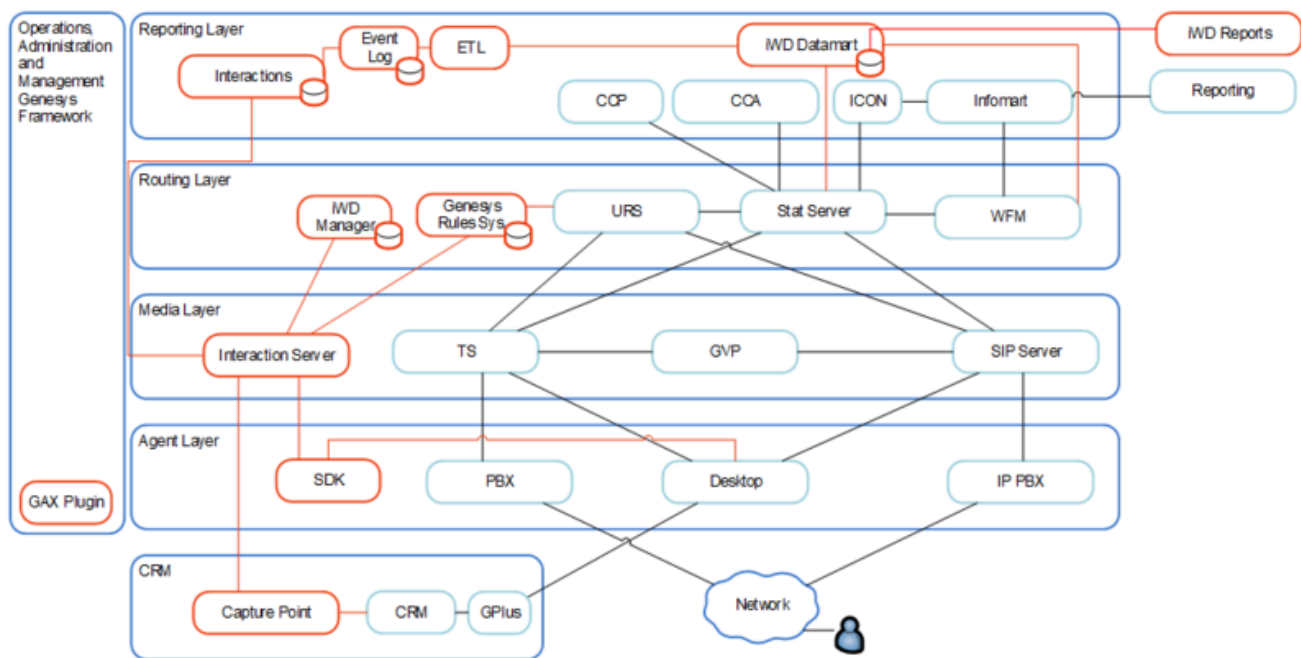 Operations,
Administration
and
Management
Genesys
Framework
GAX Plugin
Reporting Layer
Interactions
Event
Log
ETL
iWD Datamart
iWD Reports
CCP
CCA
ICON
Infomart
Reporting
Routing Layer
iWD
Manager
Genesys
Rules Sys
URS
Stat Server
WFM
Media Layer
Interaction Server
TS
GVP
SIP Server
Agent Layer
SDK
PBX
Desktop
IP PBX
CRM
Capture Point
CRM
GPlus
Network